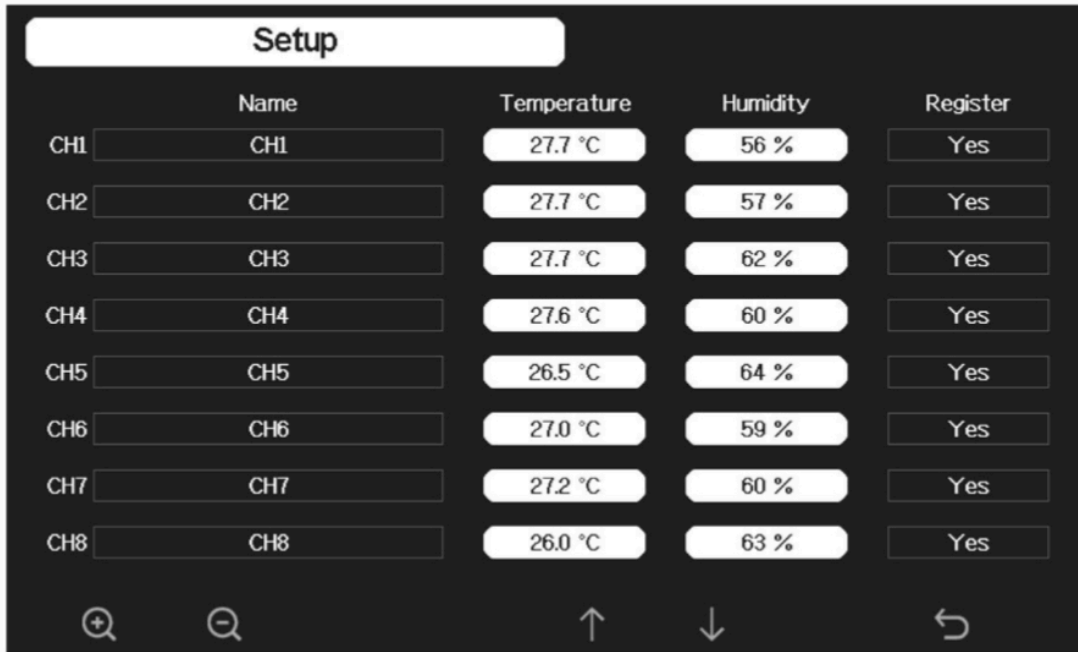 Setup
Name Temperature Humidity Register
CH1 CH1 27.7 °C 56 % Yes
CH2 CH2 27.7 °C 57 % Yes
CH3 CH3 27.7 °C 62 % Yes
CH4 CH4 27.6 °C 60 % Yes
CH5 CH5 26.5 °C 64 % Yes
CH6 CH6 27.0 °C 59 % Yes
CH7 CH7 27.2 °C 60 % Yes
CH8 CH8 26.0 °C 63 % Yes